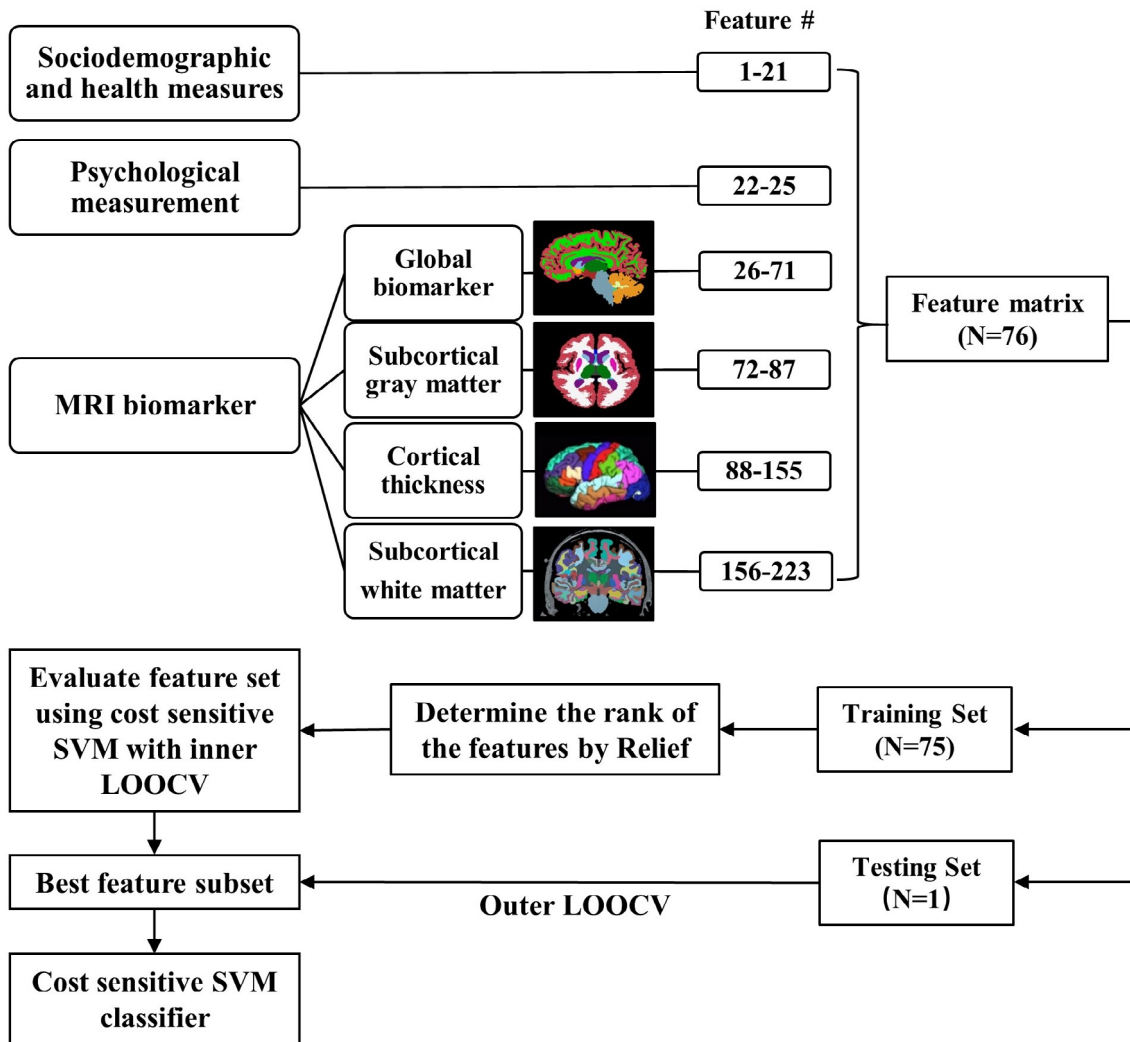 Feature #
Sociodemographic
and health measures
1-21
Psychological
measurement
22-25
MRI biomarker
Global
biomarker
26-71
Subcortical
gray matter
72-87
Cortical
thickness
88-155
Subcortical
white matter
156-223
Feature matrix
(N=76)
Evaluate feature set
using cost sensitive
SVM with inner
LOOCV
Determine the rank of
the features by Relief
Training Set
(N=75)
Best feature subset
Outer LOOCV
Testing Set
(N=1)
Cost sensitive SVM
classifier